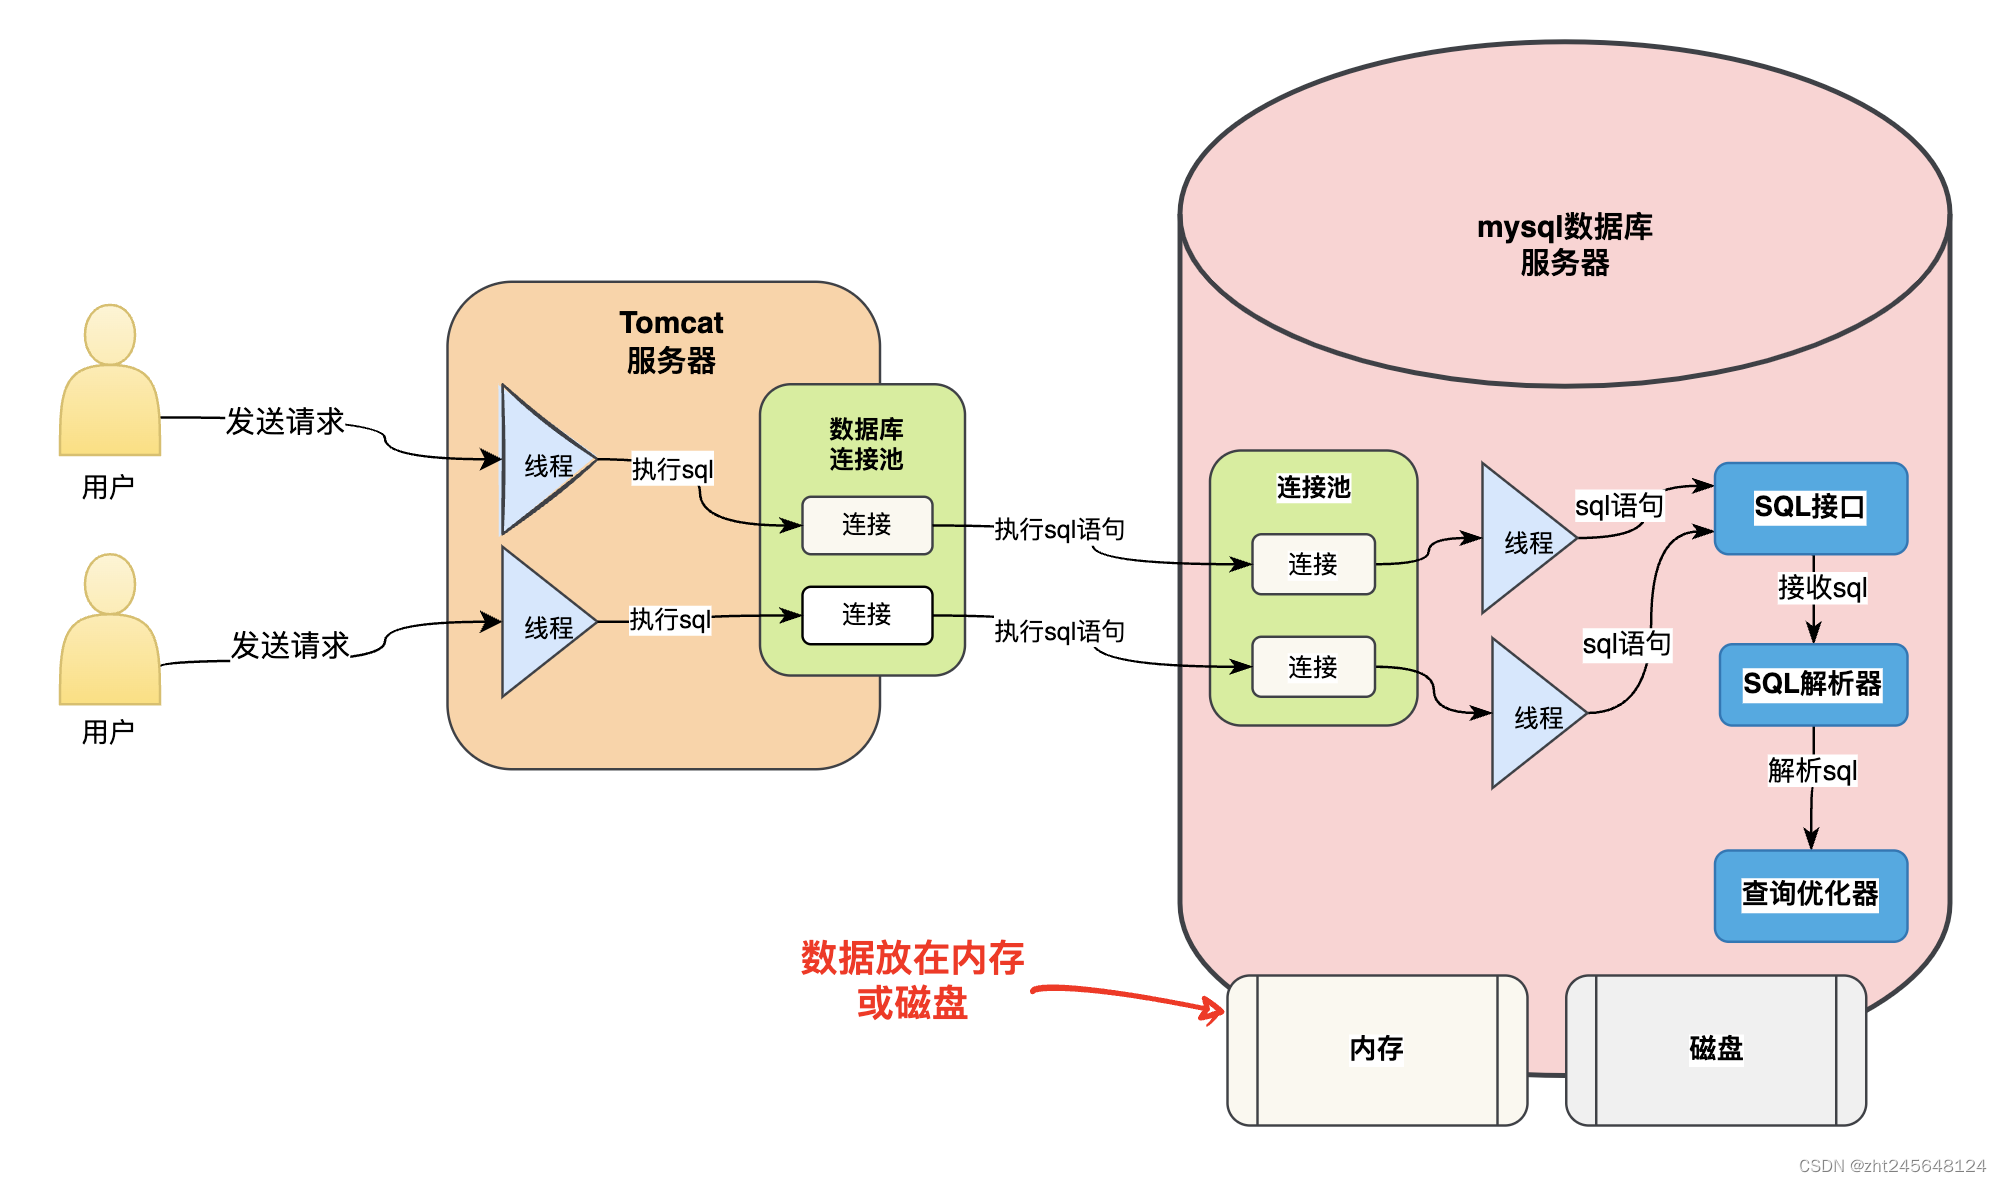 mysql数据库
服务器
Tomcat
服务器
用户
发送请求
线程
执行sql
数据库
连接池
连接
执行sql语句
用户
发送请求
线程
执行sql
连接
执行sql语句
连接池
连接
连接
线程
线程
sql语句
sql语句
SQL接口
接收sql
SQL解析器
解析sql
查询优化器
数据放在内存
或磁盘
内存
磁盘
CSDN @zht245648124